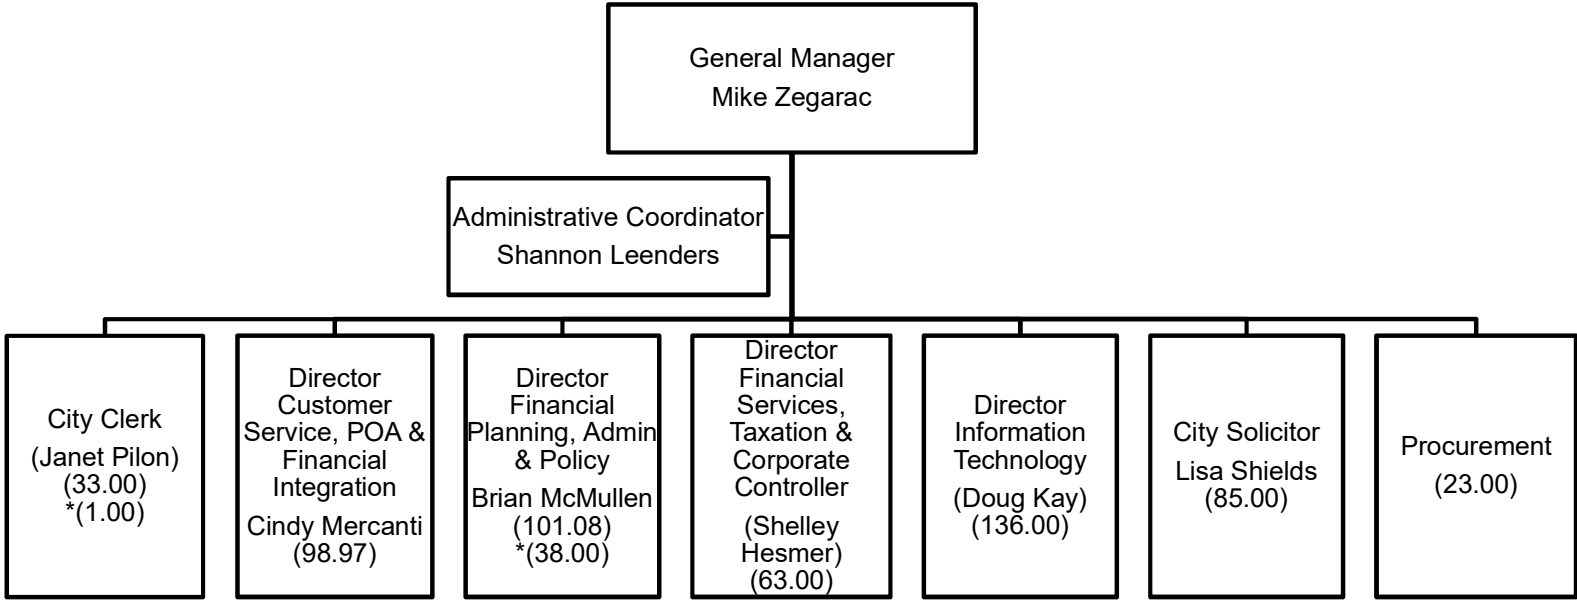 General Manager
Mike Zegarac
Administrative Coordinator
Shannon Leenders
City Clerk
(Janet Pilon)
(33.00)
*(1.00)
Director
Customer
Service, POA &
Financial
Integration
Cindy Mercanti
(98.97)
Director
Financial
Planning, Admin
& Policy
Brian McMullen
(101.08)
*(38.00)
Director
Financial
Services,
Taxation &
Corporate
Controller
(Shelley
Hesmer)
(63.00)
Director
Information
Technology
(Doug Kay)
(136.00)
City Solicitor
Lisa Shields
(85.00)
Procurement
(23.00)